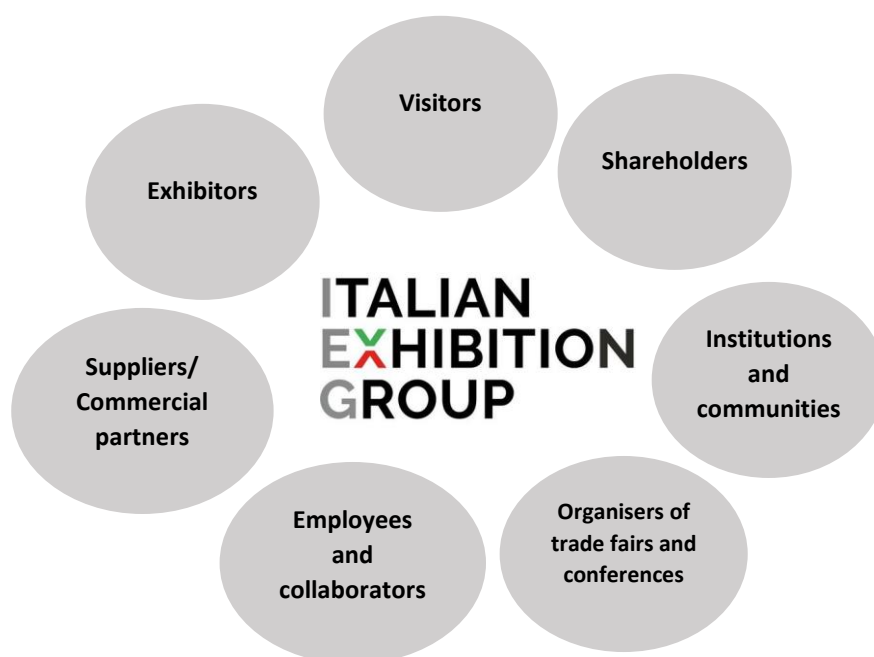 Visitors
Shareholders
Exhibitors
ITALIAN
EXHIBITION
GROUP
Institutions
and
communities
Suppliers/
Commercial
partners
Organisers of
trade fairs and
conferences
Employees
and
collaborators